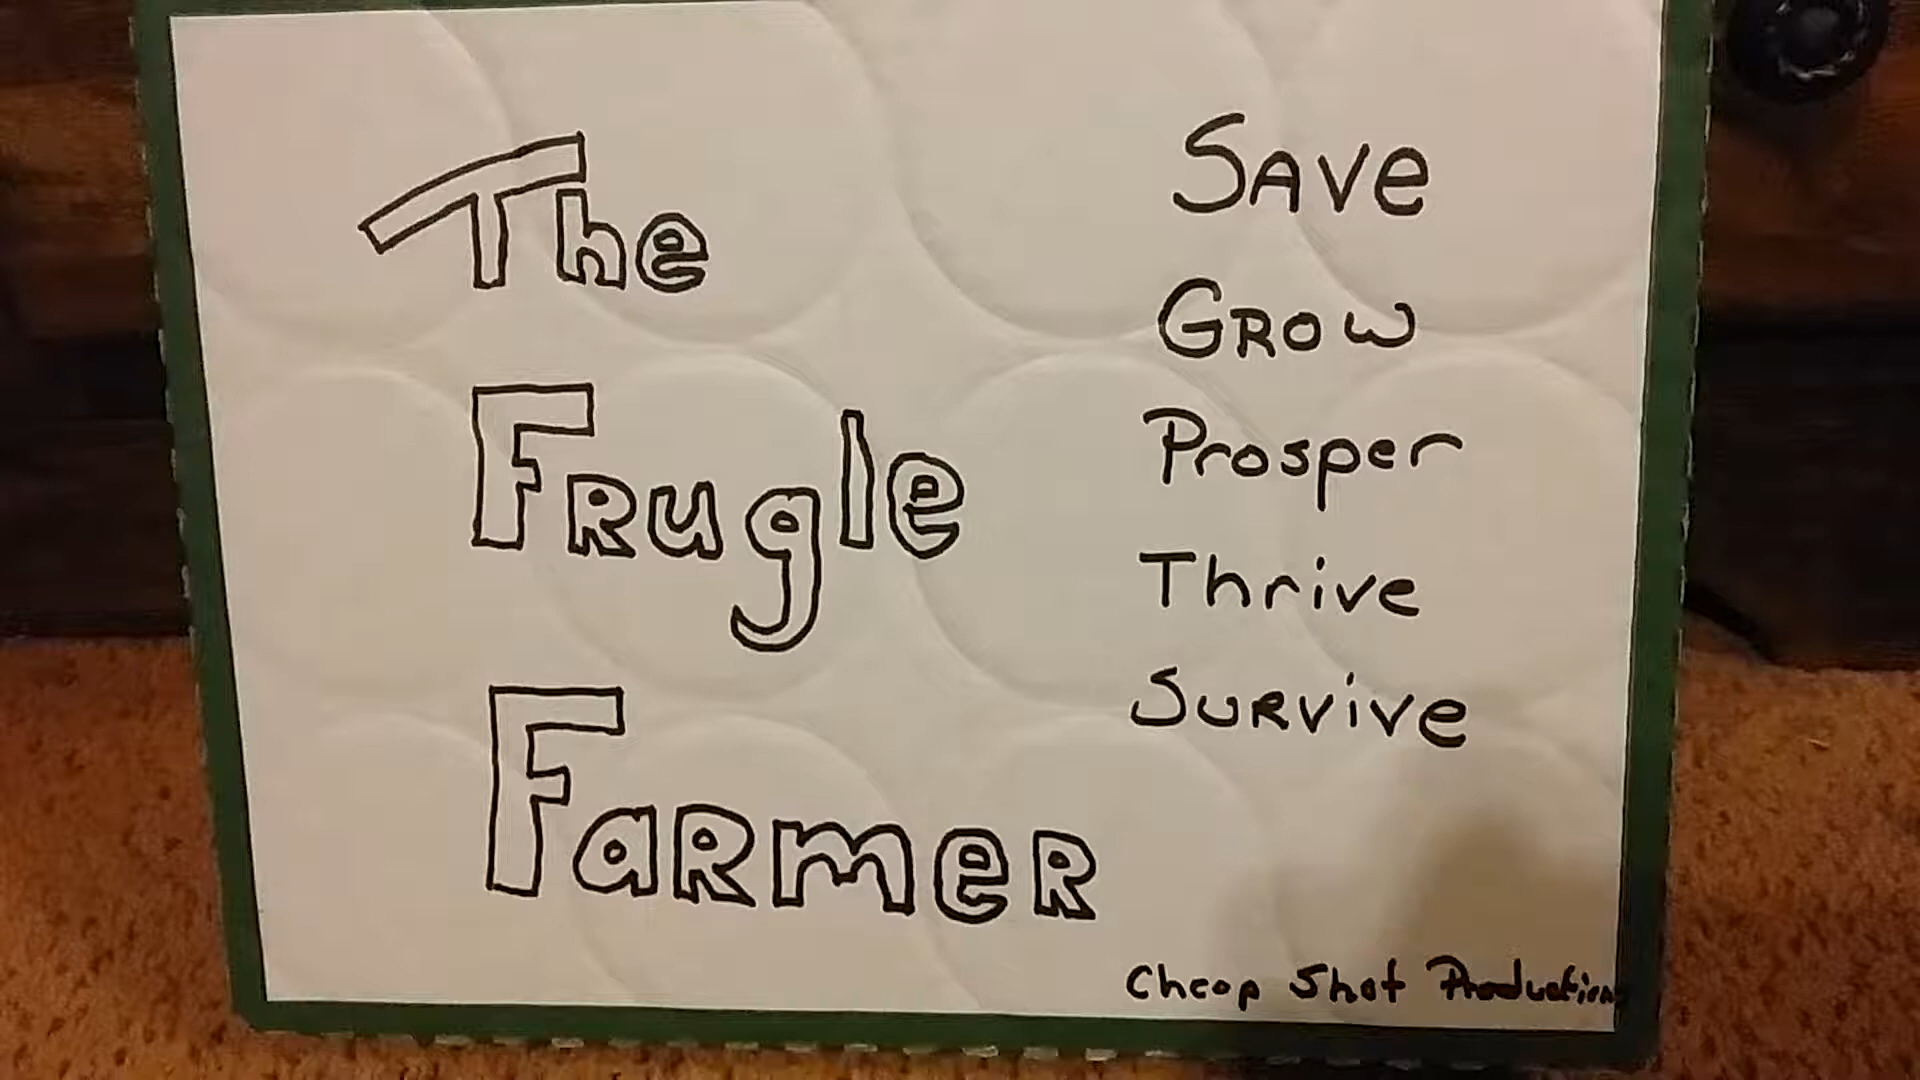 The
Frugle
Farmer
Save
Grow
Prosper
Thrive
Survive
Cheap Shot Productions